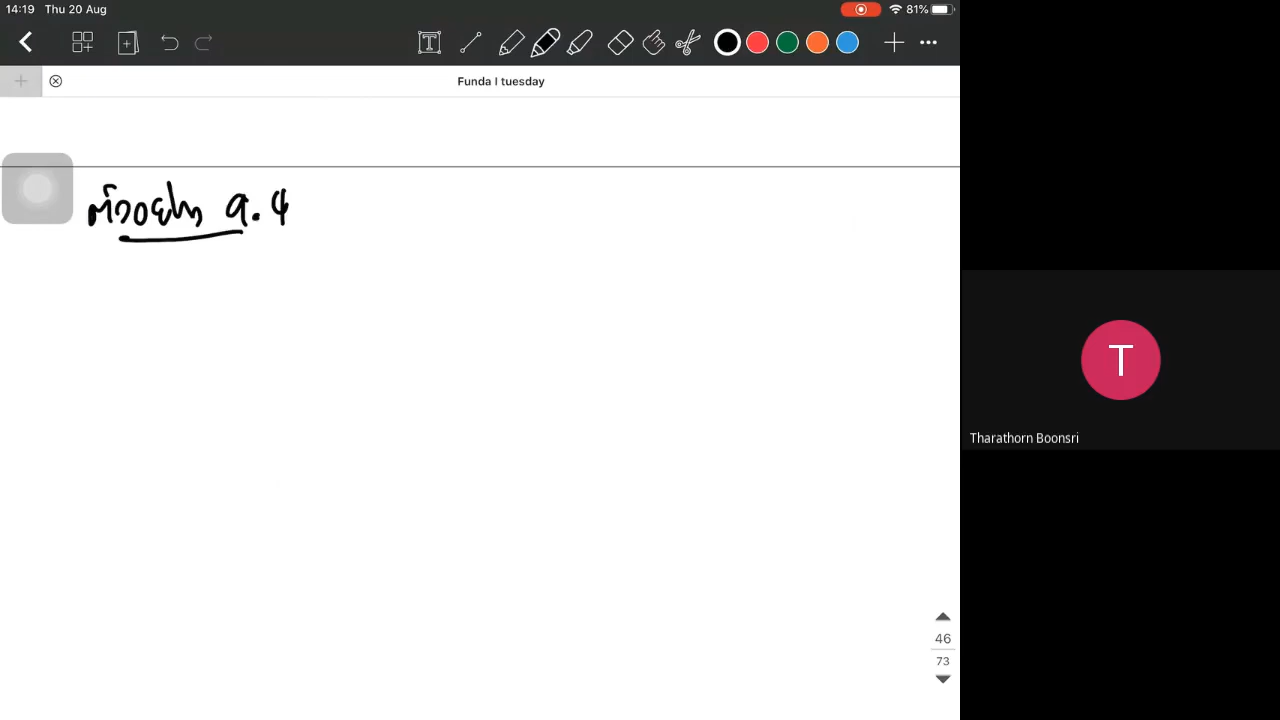 14:19 Thu 20 Aug
81%
Funda I tuesday
ตัวอย่าง 9.4
46
73
T
Tharathorn Boonsri